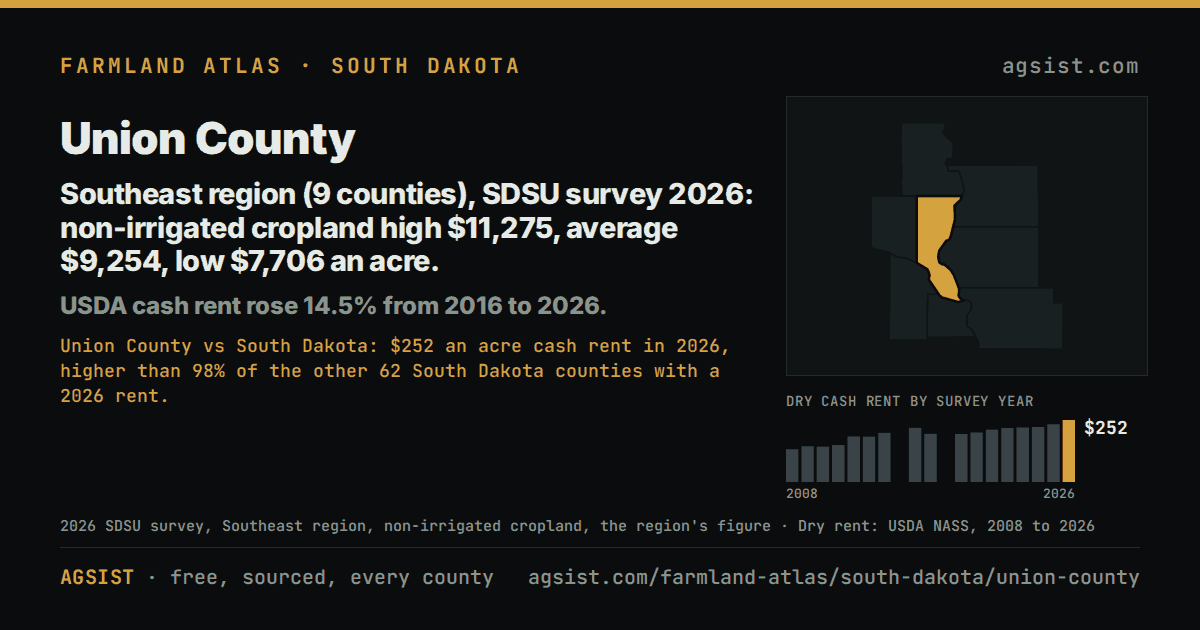 FARMLAND ATLAS · SOUTH DAKOTA
agsist.com
Union County
Southeast region (9 counties), SDSU survey 2026:
non-irrigated cropland high $11,275, average
$9,254, low $7,706 an acre.
USDA cash rent rose 14.5% from 2016 to 2026.
Union County vs South Dakota: $252 an acre cash rent in 2026,
higher than 98% of the other 62 South Dakota counties with a
2026 rent.
DRY CASH RENT BY SURVEY YEAR
$252
2008
2026
2026 SDSU survey, Southeast region, non-irrigated cropland, the region's figure · Dry rent: USDA NASS, 2008 to 2026
AGSIST · free, sourced, every county
agsist.com/farmland-atlas/south-dakota/union-county